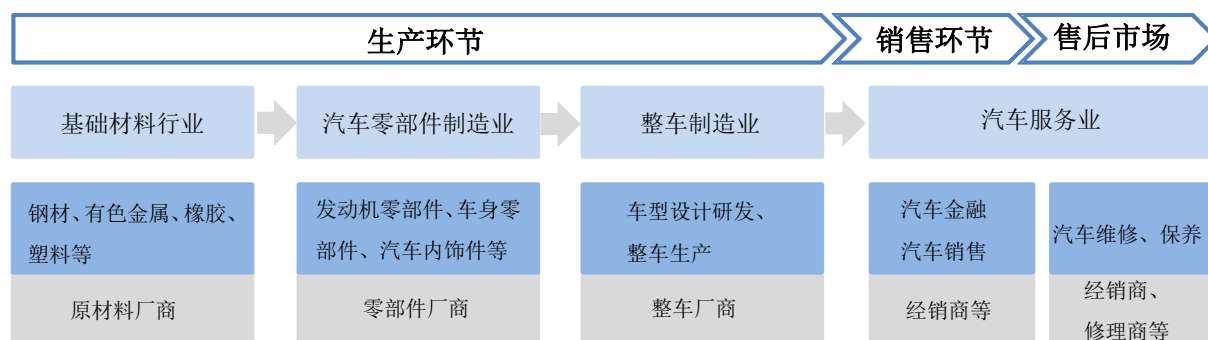 生产环节
销售环节
售后市场
基础材料行业
汽车零部件制造业
整车制造业
汽车服务业
钢材、有色金属、橡胶、
塑料等
发动机零部件、车身零
部件、汽车内饰件等
车型设计研发、
整车生产
汽车金融
汽车销售
汽车维修、保养
原材料厂商
零部件厂商
整车厂商
经销商等
经销商、
修理商等